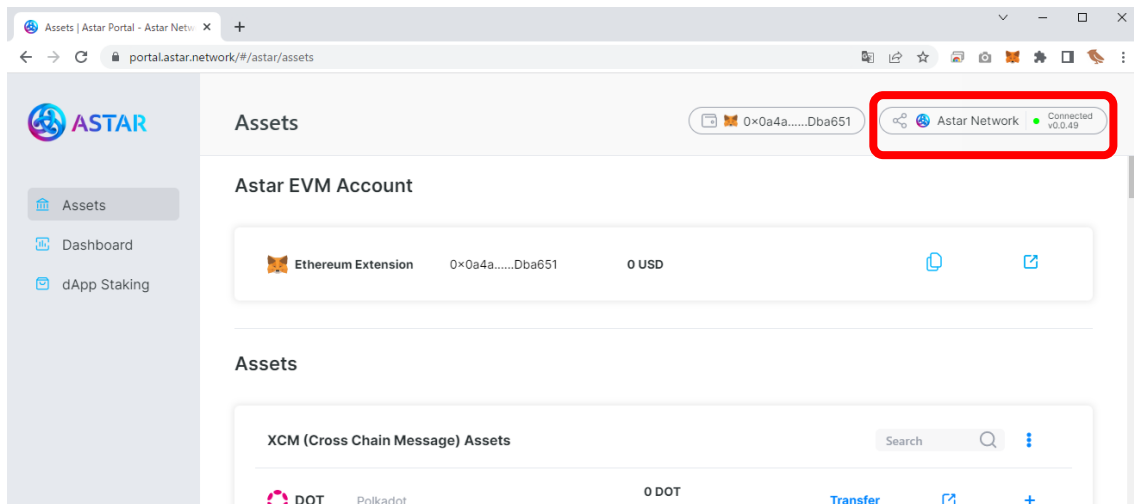 Assets | Astar Portal - Astar Netw
portal.astar.network/#/astar/assets
ASTAR
Assets
Dashboard
dApp Staking
Assets
0×0a4a......Dba651
Astar Network
Connected
v0.0.49
Astar EVM Account
Ethereum Extension 0×0a4a......Dba651 0 USD
Assets
XCM (Cross Chain Message) Assets
Search
DOT Polkadot 0 DOT Transfer